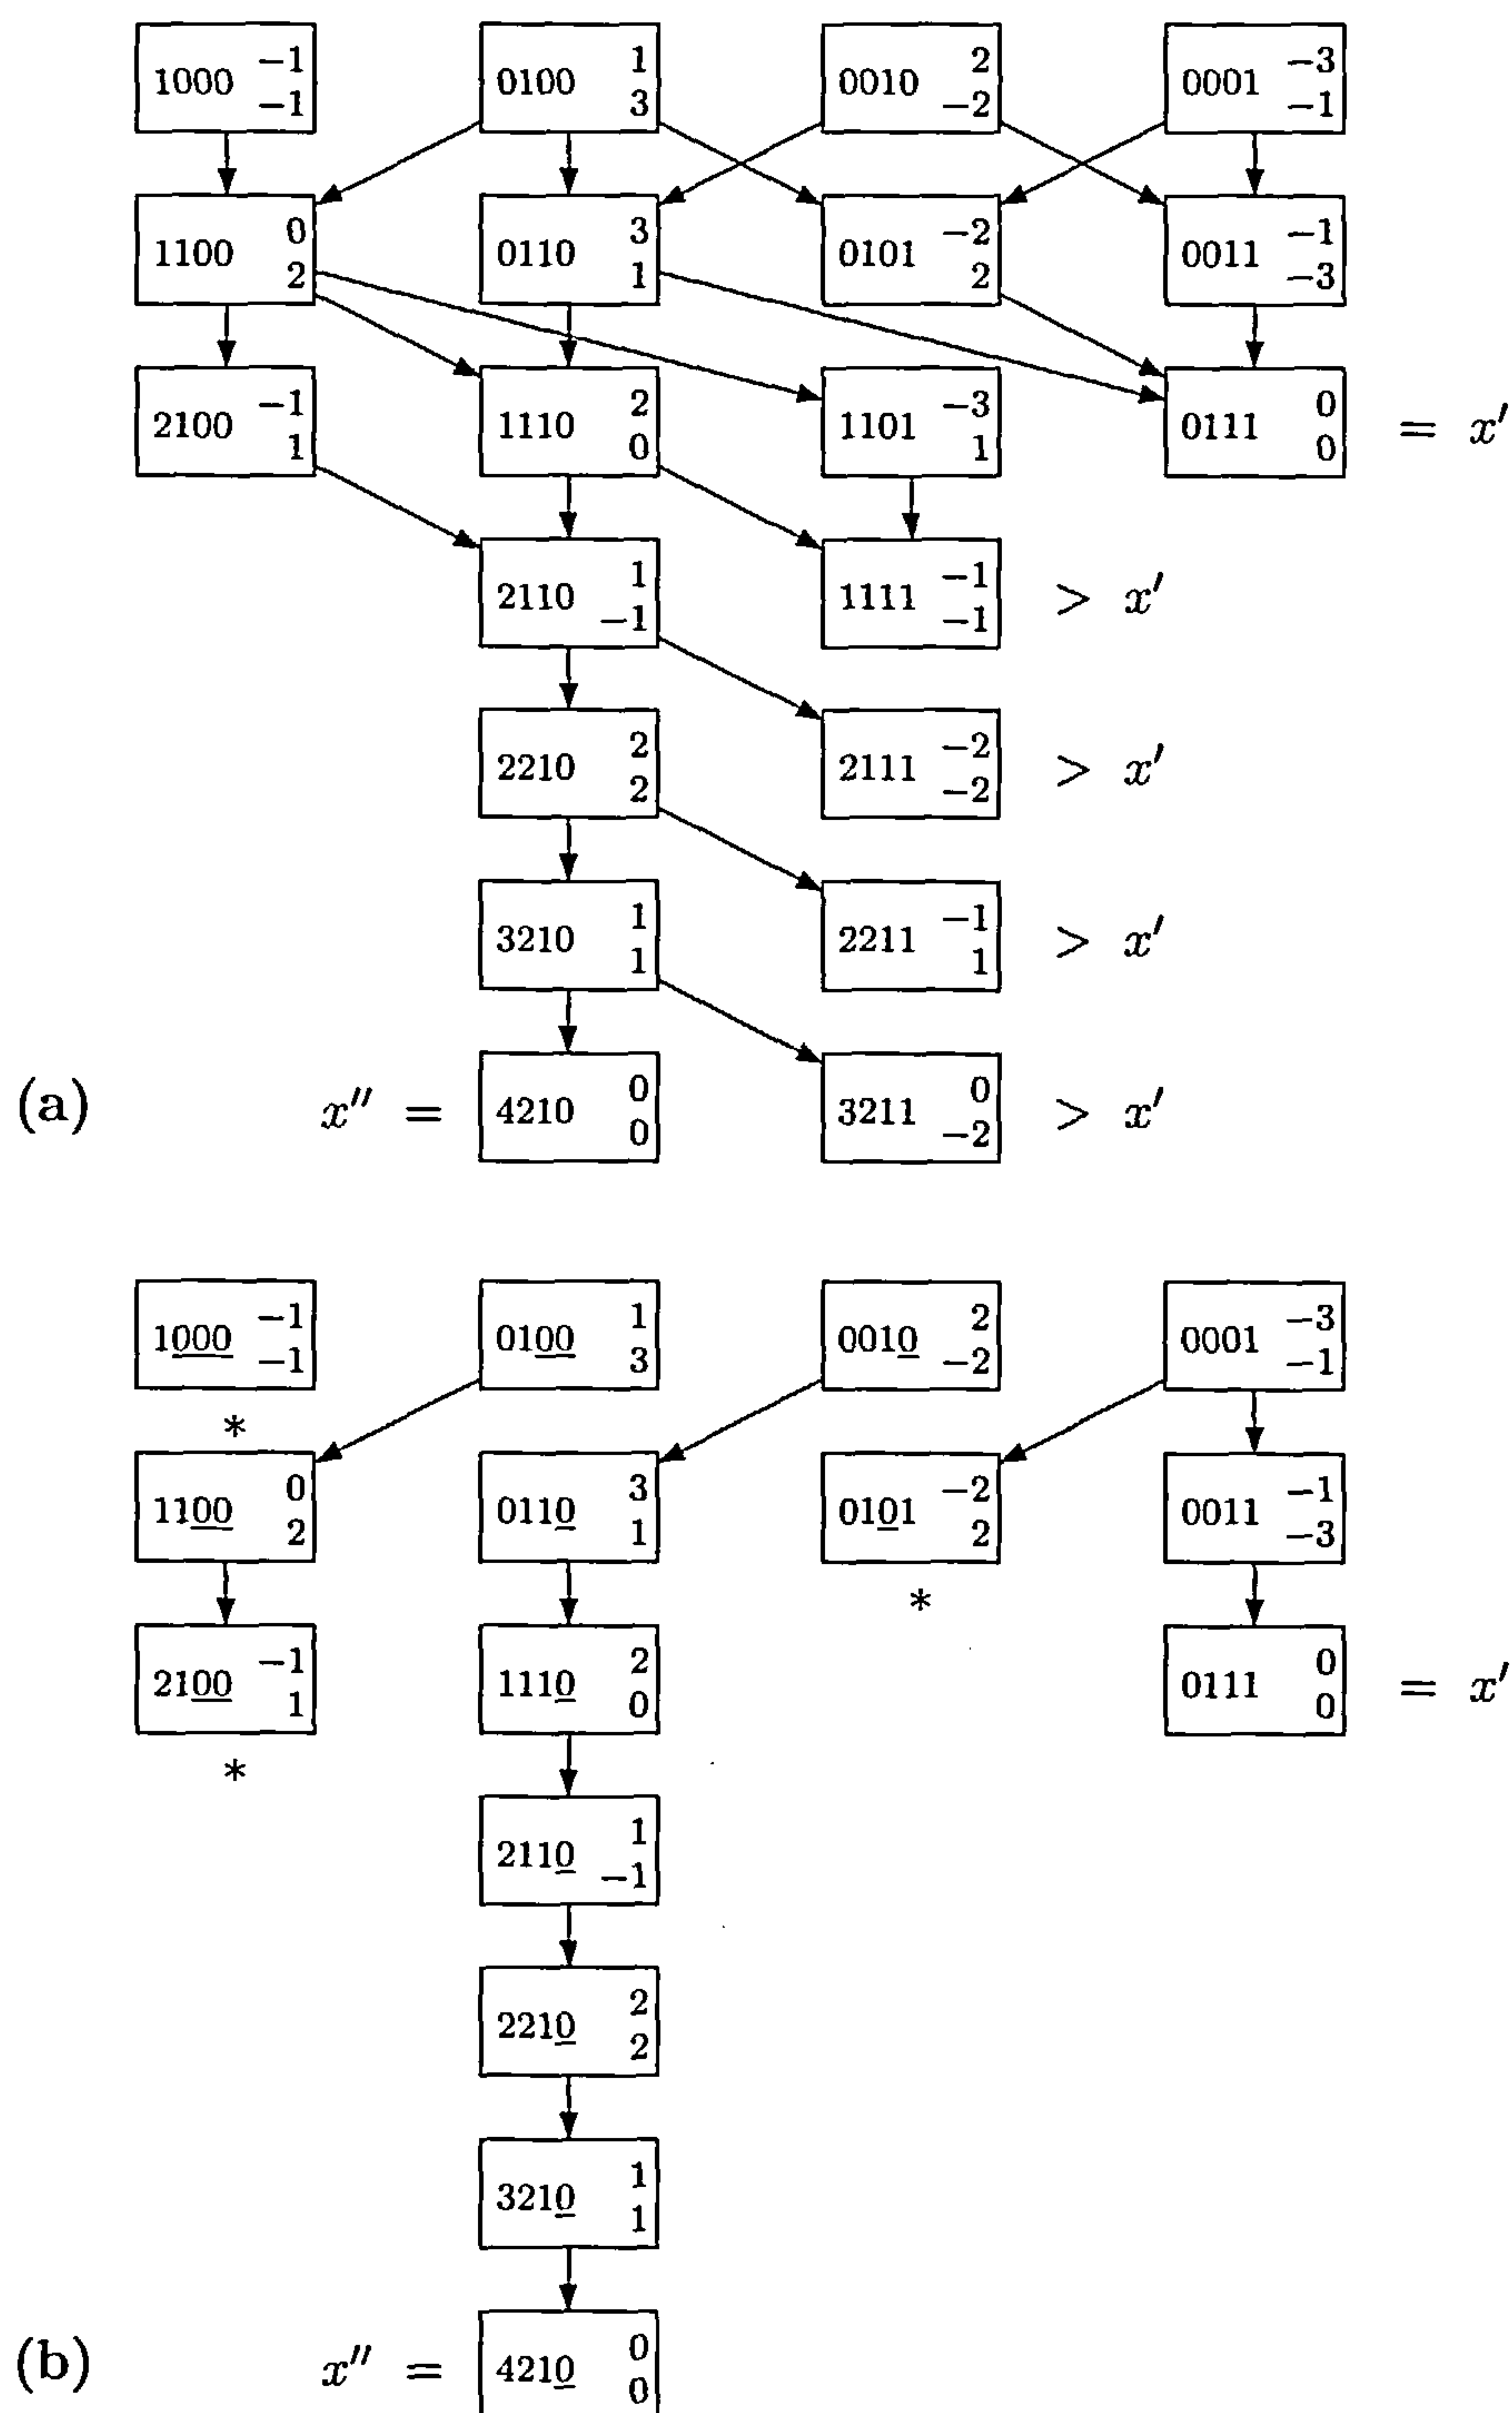 1000 −1 −1
0100 1 3
0010 2 −2
0001 −3 −1
1100 0 2
0110 3 1
0101 −2 2
0011 −1 −3
2100 −1 1
1110 2 0
1101 −3 1
0111 0 0 = x′
2110 1 −1
1111 −1 −1 > x′
2210 2 2
2111 −2 −2 > x′
3210 1 1
2211 −1 1 > x′
(a) x″ = 4210 0 0
3211 0 −2 > x′
1000 −1 −1
0100 1 3
0010 2 −2
0001 −3 −1
*
1100 0 2
0110 3 1
0101 −2 2
0011 −1 −3
*
2100 −1 1
1110 2 0
0111 0 0 = x′
*
2110 1 −1
2210 2 2
3210 1 1
(b) x″ = 4210 0 0